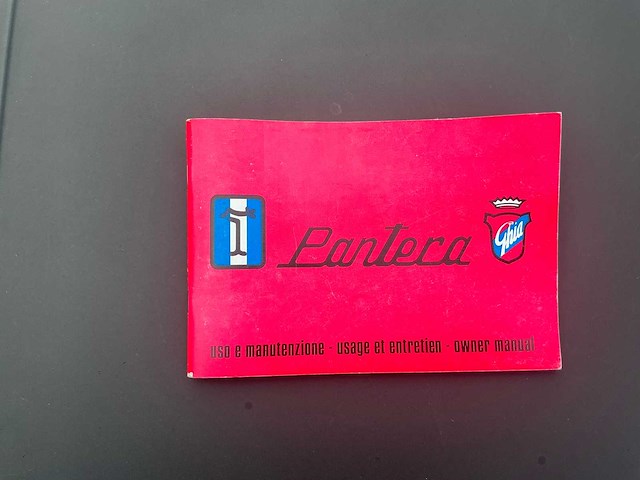 Pantera
Ghia
uso e manutenzione - usage et entretien - owner manual